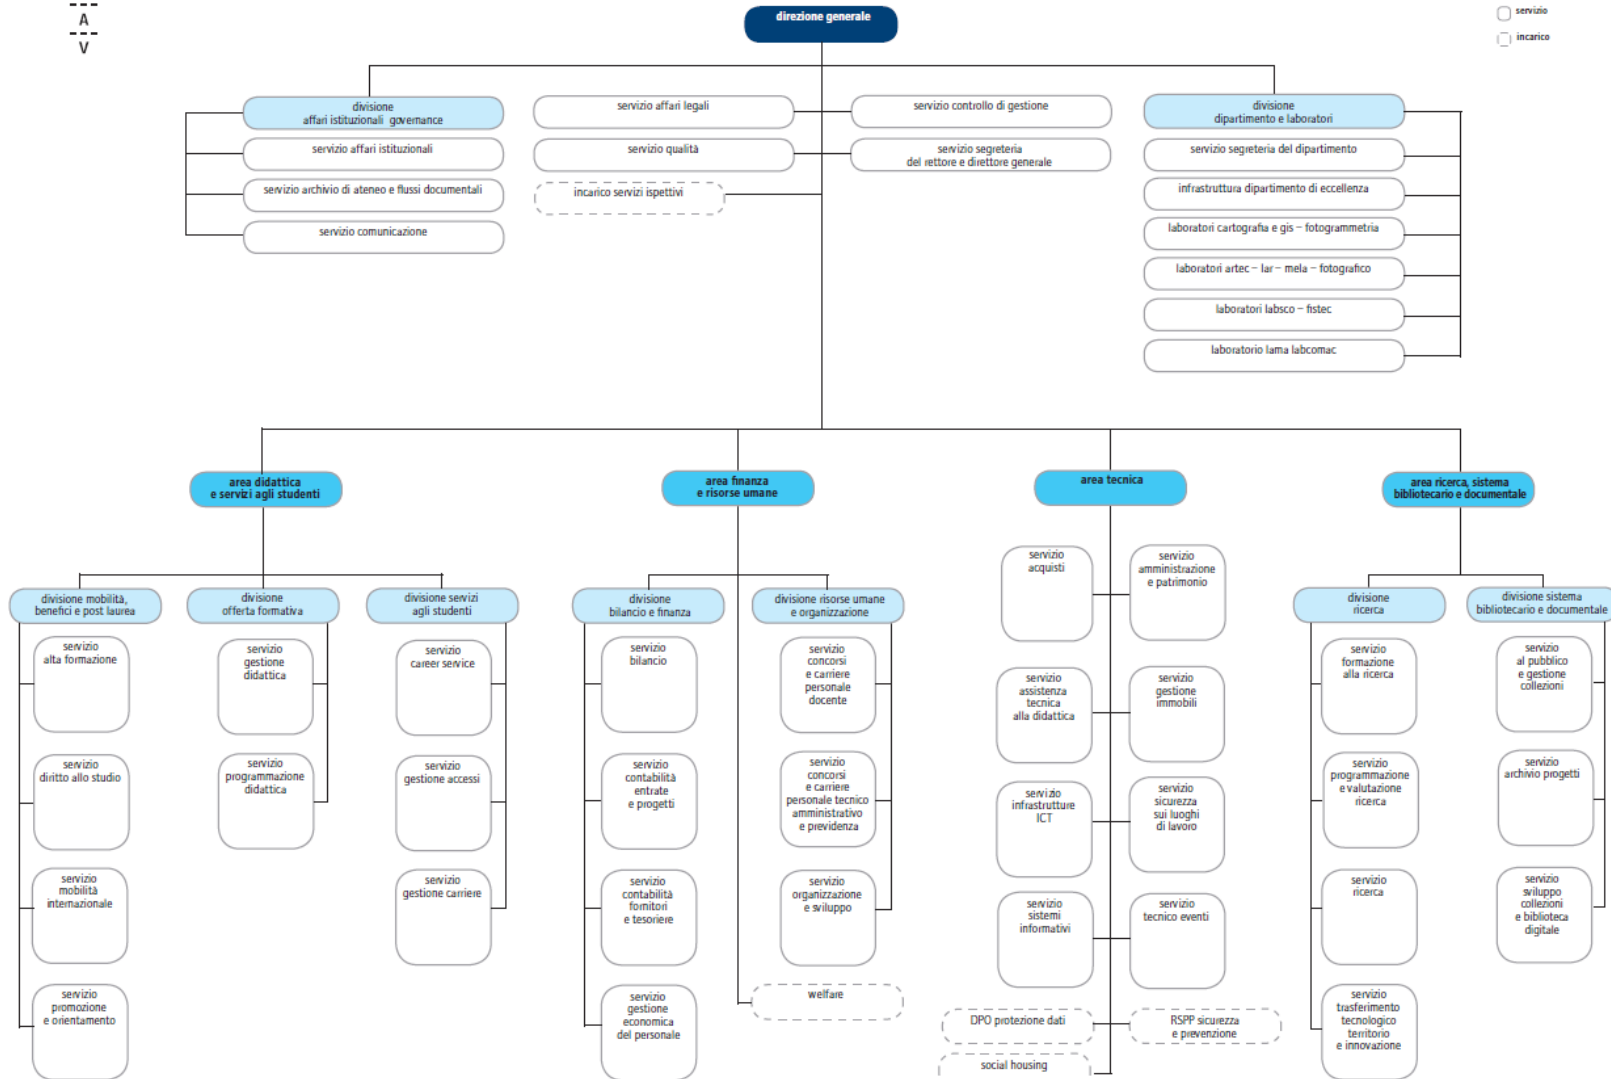 A
V
direzione generale
servizio
incarico
divisione
affari istituzionali governance
servizio affari istituzionali
servizio archivio di ateneo e flussi documentali
servizio comunicazione
servizio affari legali
servizio controllo di gestione
servizio qualità
servizio segreteria
del rettore e direttore generale
incarico servizi ispettivi
divisione
dipartimento e laboratori
servizio segreteria del dipartimento
infrastruttura dipartimento di eccellenza
laboratori cartografia e gis – fotogrammetria
laboratori artec – lar – mela – fotografico
laboratori labsco – fistec
laboratorio lama labcomac
area didattica
e servizi agli studenti
divisione mobilità,
benefici e post laurea
servizio
alta formazione
servizio
diritto allo studio
servizio
mobilità
internazionale
servizio
promozione
e orientamento
divisione
offerta formativa
servizio
gestione
didattica
servizio
programmazione
didattica
divisione servizi
agli studenti
servizio
career service
servizio
gestione accessi
servizio
gestione carriere
area finanza
e risorse umane
divisione
bilancio e finanza
servizio
bilancio
servizio
contabilità
entrate
e progetti
servizio
contabilità
fornitori
e tesoriere
servizio
gestione
economica
del personale
divisione risorse umane
e organizzazione
servizio
concorsi
e carriere
personale
docente
servizio
concorsi
e carriere
personale tecnico
amministrativo
e previdenza
servizio
organizzazione
e sviluppo
welfare
area tecnica
servizio
acquisti
servizio
amministrazione
e patrimonio
servizio
assistenza
tecnica
alla didattica
servizio
gestione
immobili
servizio
infrastrutture
ICT
servizio
sicurezza
sui luoghi
di lavoro
servizio
sistemi
informativi
servizio
tecnico eventi
DPO protezione dati
RSPP sicurezza
e prevenzione
social housing
area ricerca, sistema
bibliotecario e documentale
divisione
ricerca
servizio
formazione
alla ricerca
servizio
programmazione
e valutazione
ricerca
servizio
ricerca
servizio
trasferimento
tecnologico
territorio
e innovazione
divisione sistema
bibliotecario e documentale
servizio
al pubblico
e gestione
collezioni
servizio
archivio progetti
servizio
sviluppo
collezioni
e biblioteca
digitale